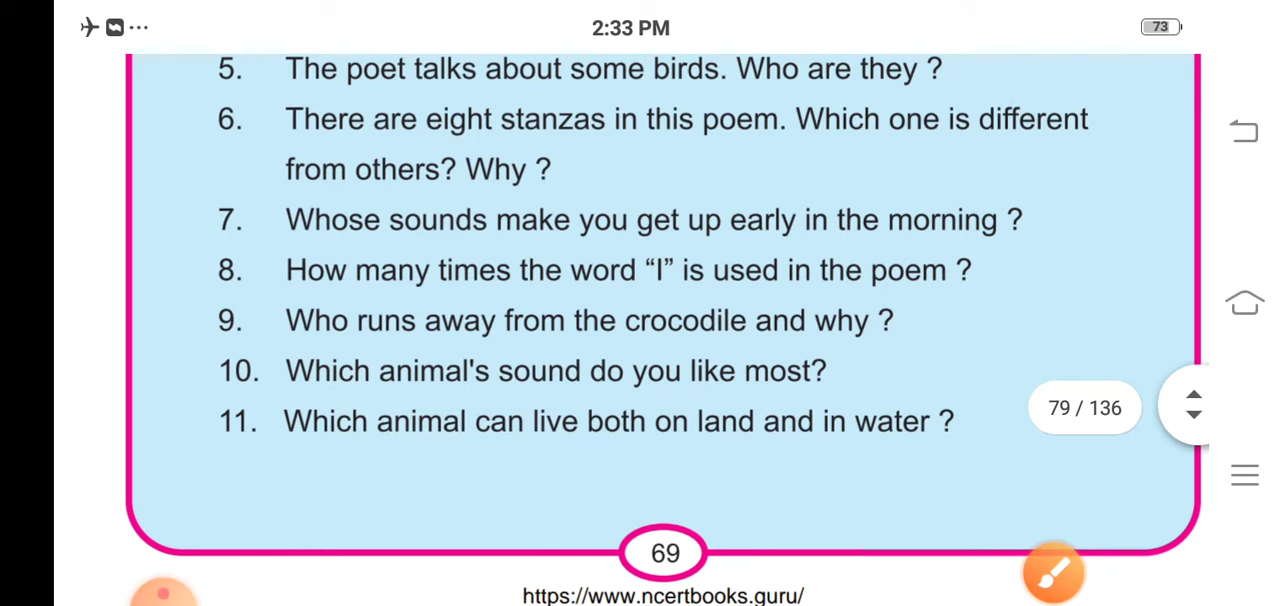 2:33 PM
73
5. The poet talks about some birds. Who are they ?
6. There are eight stanzas in this poem. Which one is different
from others? Why ?
7. Whose sounds make you get up early in the morning ?
8. How many times the word “I” is used in the poem ?
9. Who runs away from the crocodile and why ?
10. Which animal's sound do you like most?
11. Which animal can live both on land and in water ?
79 / 136
69
https://www.ncertbooks.guru/